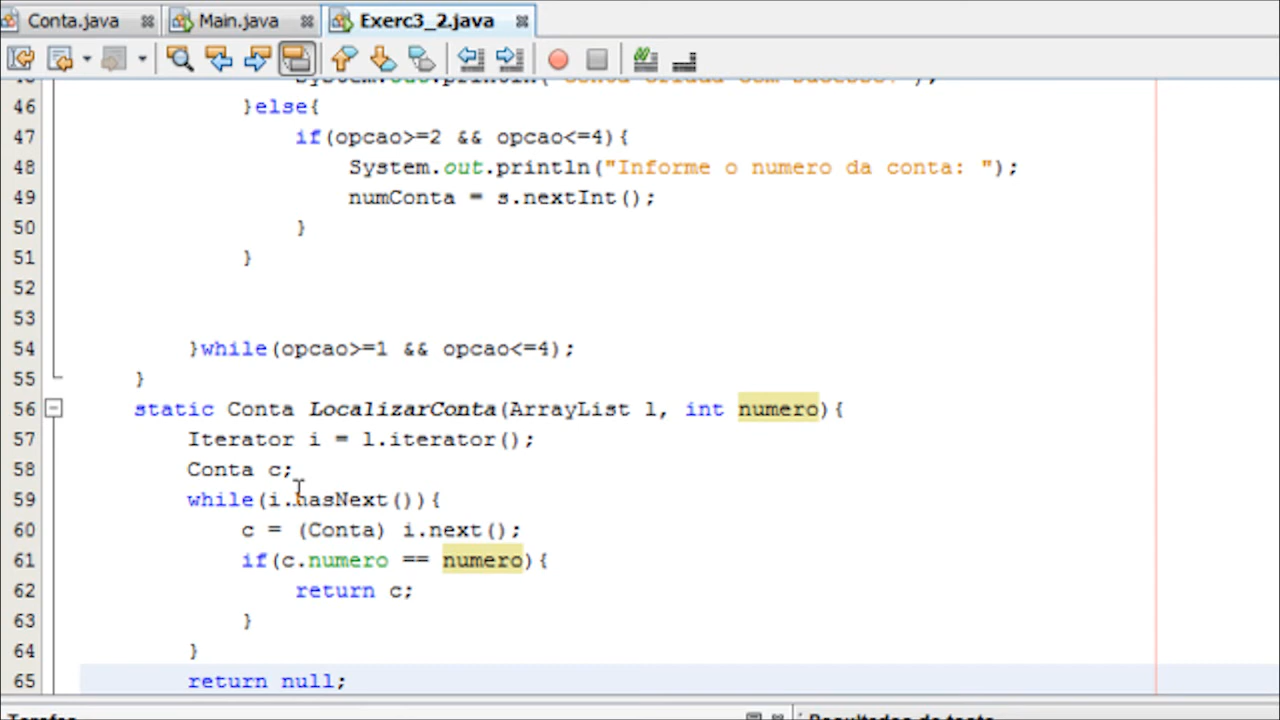 Conta.java Main.java Exerc3_2.java
46 }else{
47 if(opcao>=2 && opcao<=4){
48 System.out.println("Informe o numero da conta: ");
49 numConta = s.nextInt();
50 }
51 }
52
53
54 }while(opcao>=1 && opcao<=4);
55 }
56 static Conta LocalizarConta(ArrayList l, int numero){
57 Iterator i = l.iterator();
58 Conta c;
59 while(i.hasNext()){
60 c = (Conta) i.next();
61 if(c.numero == numero){
62 return c;
63 }
64 }
65 return null;